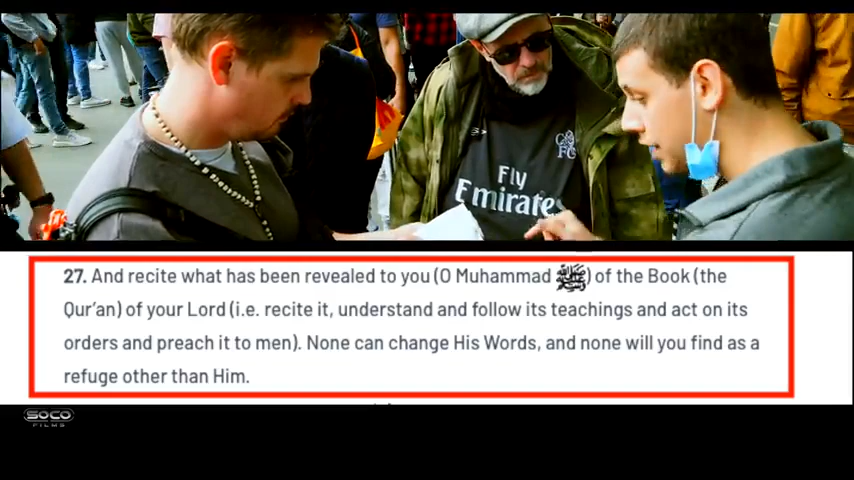 C
FC
Fly
Emirates
27. And recite what has been revealed to you (O Muhammad ﷺ) of the Book (the
Qur'an) of your Lord (i.e. recite it, understand and follow its teachings and act on its
orders and preach it to men). None can change His Words, and none will you find as a
refuge other than Him.
SOCO
FILMS